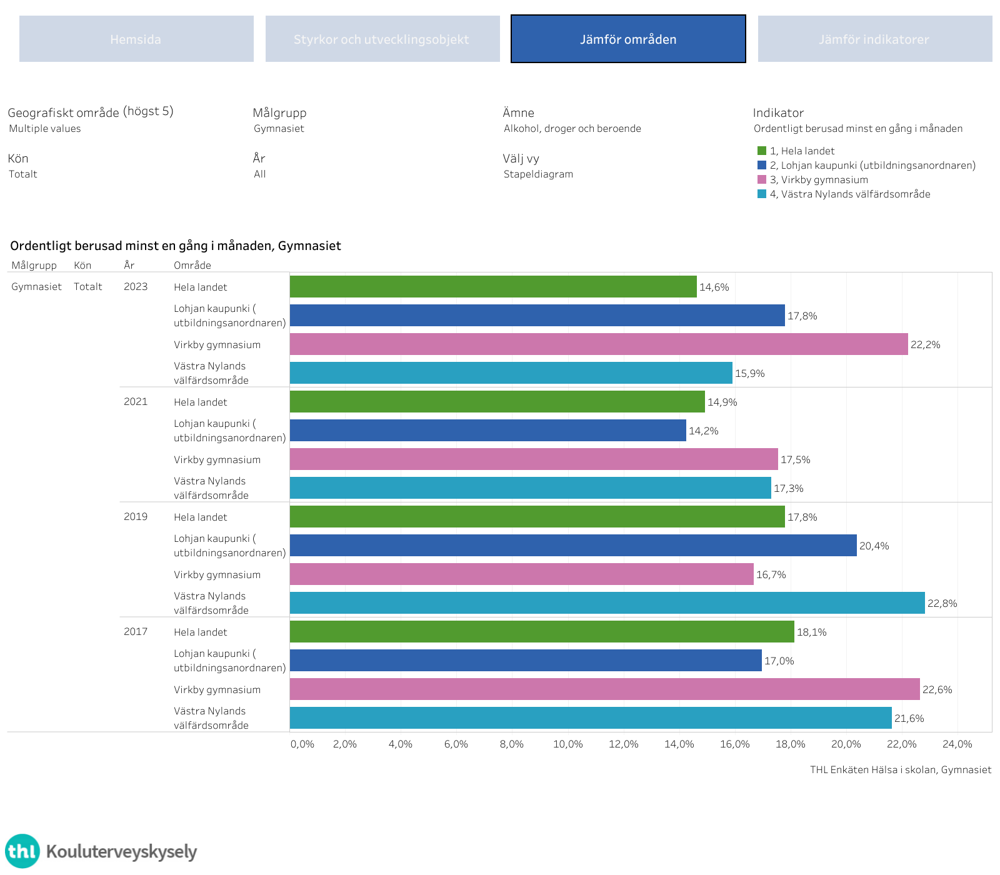 Hemsida
Styrkor och utvecklingsobjekt
Jämför områden
Jämför indikatorer
Geografiskt område (högst 5)
Multiple values
Målgrupp
Gymnasiet
Ämne
Alkohol, droger och beroende
Indikator
Ordentligt berusad minst en gång i månaden
Kön
Totalt
År
All
Välj vy
Stapeldiagram
1, Hela landet
2, Lohjan kaupunki (utbildningsanordnaren)
3, Virkby gymnasium
4, Västra Nylands välfärdsområde
Ordentligt berusad minst en gång i månaden, Gymnasiet
Målgrupp Kön År Område
Gymnasiet Totalt 2023 Hela landet 14,6%
Lohjan kaupunki (
utbildningsanordnaren) 17,8%
Virkby gymnasium 22,2%
Västra Nylands
välfärdsområde 15,9%
2021 Hela landet 14,9%
Lohjan kaupunki (
utbildningsanordnaren) 14,2%
Virkby gymnasium 17,5%
Västra Nylands
välfärdsområde 17,3%
2019 Hela landet 17,8%
Lohjan kaupunki (
utbildningsanordnaren) 20,4%
Virkby gymnasium 16,7%
Västra Nylands
välfärdsområde 22,8%
2017 Hela landet 18,1%
Lohjan kaupunki (
utbildningsanordnaren) 17,0%
Virkby gymnasium 22,6%
Västra Nylands
välfärdsområde 21,6%
0,0% 2,0% 4,0% 6,0% 8,0% 10,0% 12,0% 14,0% 16,0% 18,0% 20,0% 22,0% 24,0%
THL Enkäten Hälsa i skolan, Gymnasiet
thl Kouluterveyskysely